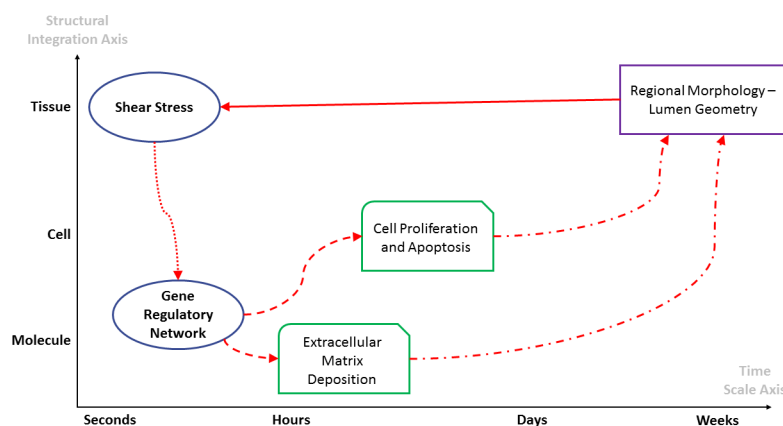 Structural
Integration Axis
Tissue
Shear Stress
Regional Morphology –
Lumen Geometry
Cell
Cell Proliferation
and Apoptosis
Gene
Regulatory
Network
Molecule
Extracellular
Matrix
Deposition
Time
Scale Axis
Seconds
Hours
Days
Weeks